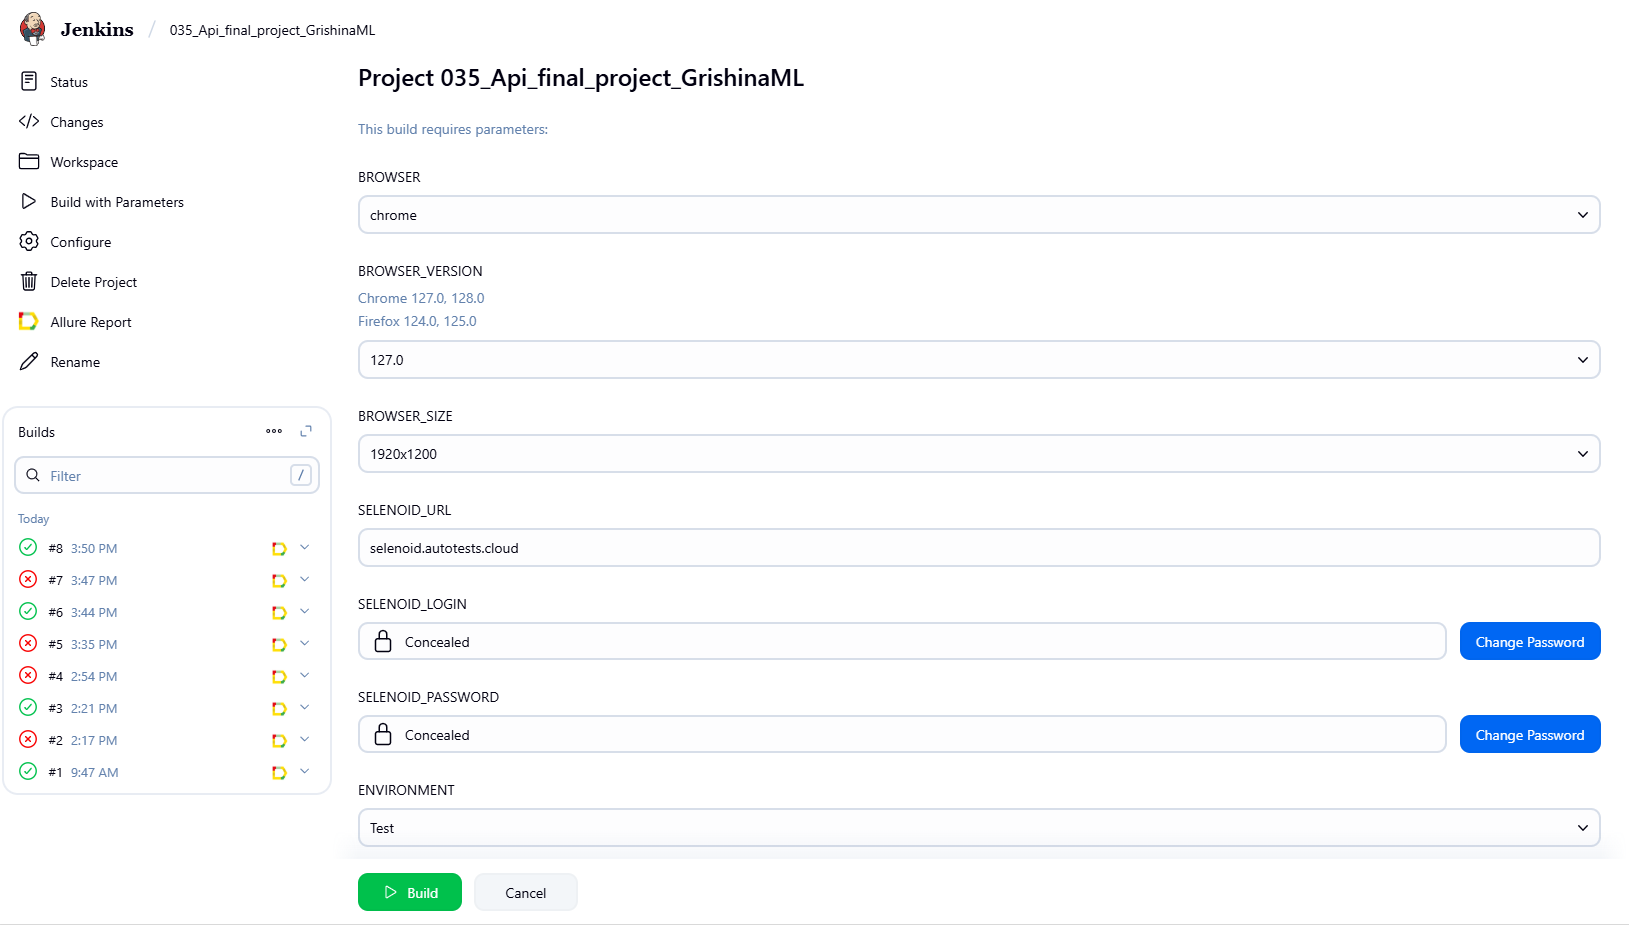 Jenkins / 035_Api_final_project_GrishinaML
Status
Changes
Workspace
Build with Parameters
Configure
Delete Project
Allure Report
Rename
Builds
Filter /
Today
#8 3:50 PM
#7 3:47 PM
#6 3:44 PM
#5 3:35 PM
#4 2:54 PM
#3 2:21 PM
#2 2:17 PM
#1 9:47 AM
Project 035_Api_final_project_GrishinaML
This build requires parameters:
BROWSER
chrome
BROWSER_VERSION
Chrome 127.0, 128.0
Firefox 124.0, 125.0
127.0
BROWSER_SIZE
1920x1200
SELENOID_URL
selenoid.autotests.cloud
SELENOID_LOGIN
Concealed Change Password
SELENOID_PASSWORD
Concealed Change Password
ENVIRONMENT
Test
Build Cancel